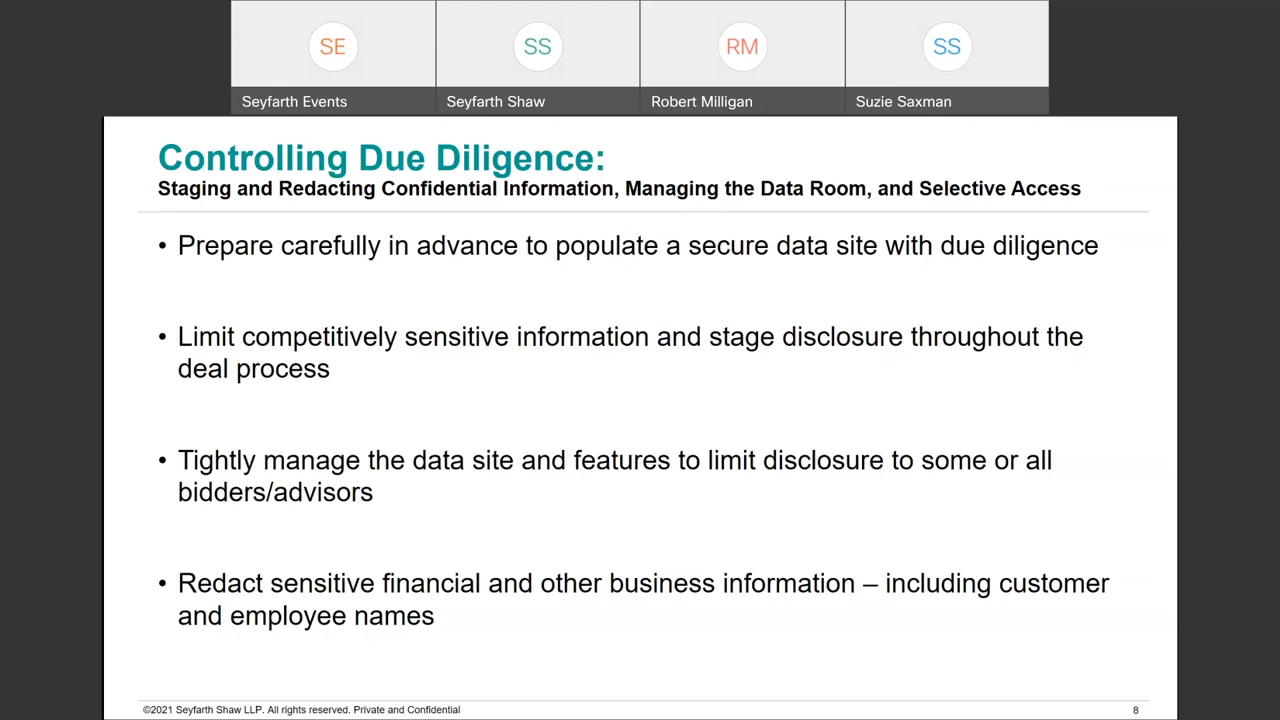 SE
SS
RM
SS
Seyfarth Events
Seyfarth Shaw
Robert Milligan
Suzie Saxman
Controlling Due Diligence:
Staging and Redacting Confidential Information, Managing the Data Room, and Selective Access
• Prepare carefully in advance to populate a secure data site with due diligence
• Limit competitively sensitive information and stage disclosure throughout the
deal process
• Tightly manage the data site and features to limit disclosure to some or all
bidders/advisors
• Redact sensitive financial and other business information – including customer
and employee names
©2021 Seyfarth Shaw LLP. All rights reserved. Private and Confidential
8